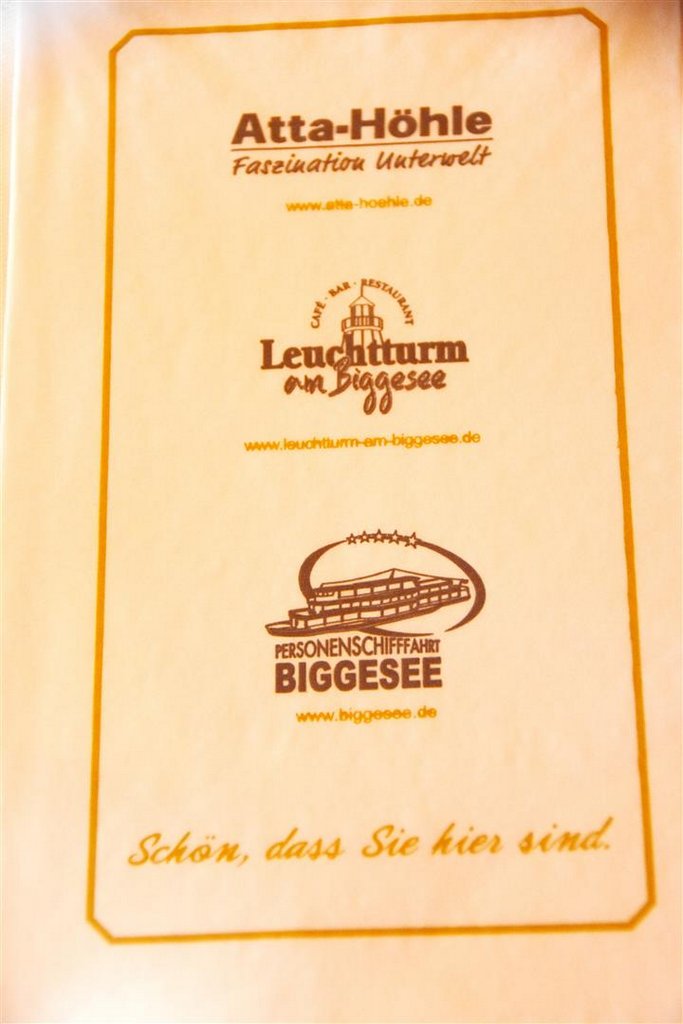 Atta-Höhle
Faszination Unterwelt
www.atta-hoehle.de
CAFÉ · BAR · RESTAURANT
Leuchtturm
am Biggesee
www.leuchtturm-am-biggesee.de
PERSONENSCHIFFFAHRT
BIGGESEE
www.biggesee.de
Schön, dass Sie hier sind.